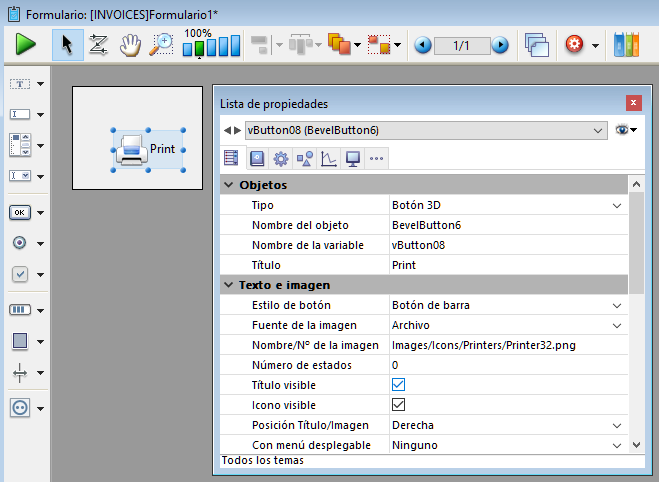 Formulario: [INVOICES]Formulario1*
100%
1/1
T
OK
Print
Lista de propiedades
vButton08 (BevelButton6)
Objetos
Tipo Botón 3D
Nombre del objeto BevelButton6
Nombre de la variable vButton08
Título Print
Texto e imagen
Estilo de botón Botón de barra
Fuente de la imagen Archivo
Nombre/Nº de la imagen Images/Icons/Printers/Printer32.png
Número de estados 0
Título visible
Icono visible
Posición Título/Imagen Derecha
Con menú desplegable Ninguno
Todos los temas